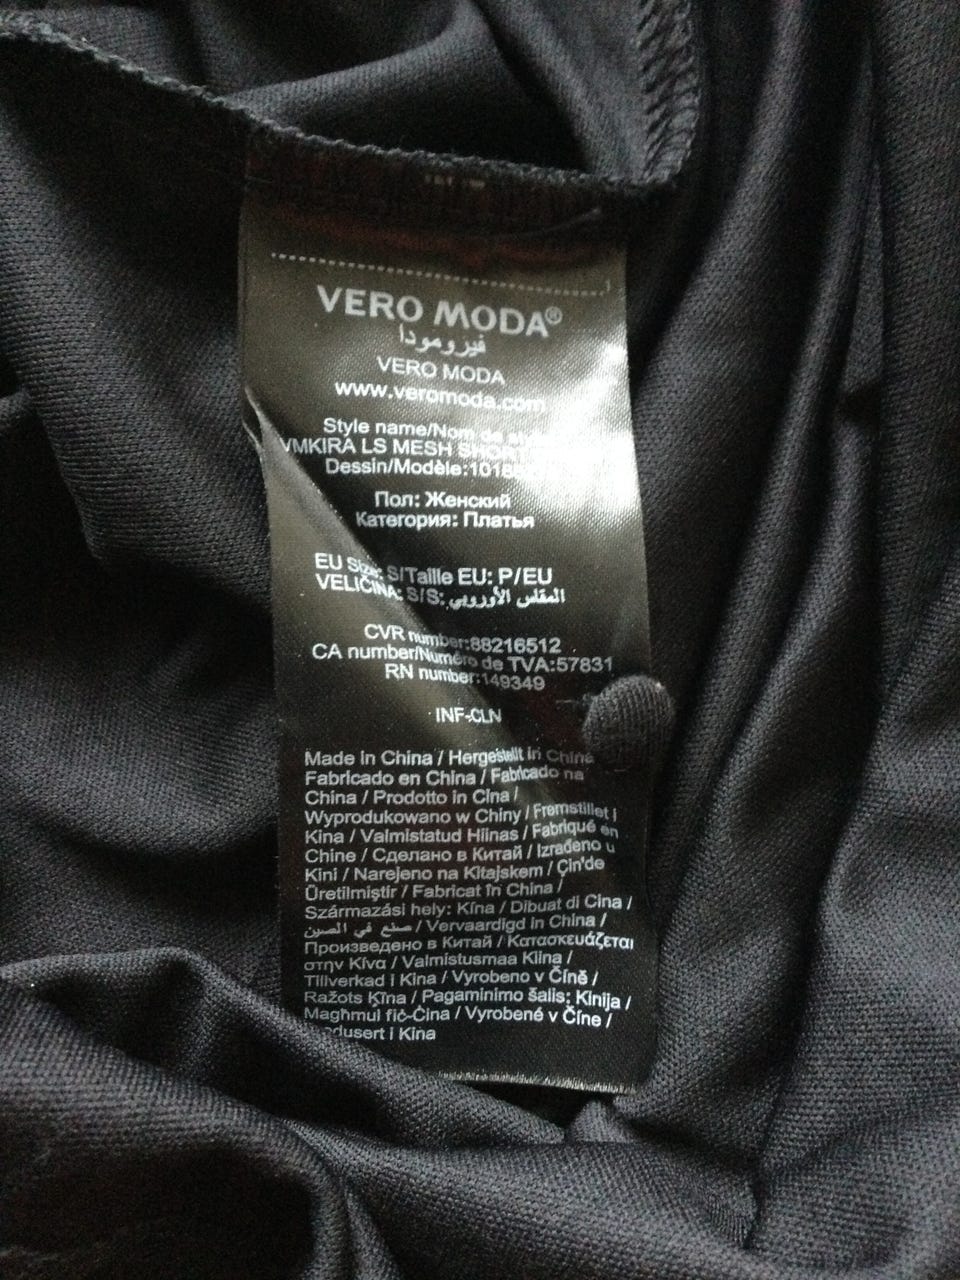 VERO MODA®
فيرومودا
VERO MODA
www.veromoda.com
Style name/Nom de
VMKIRA LS MESH SHORT
Dessin/Modèle:
Пол: Женский
Категория: Платья
EU Size: S/Taille EU: P/EU
VELIČINA: S/S: المقاس الأوروبي
CVR number:88216512
CA number/Numéro de TVA:57831
RN number:149349
INF-CLN
Made in China / Hergestellt in China
Fabricado en China / Fabricado na
China / Prodotto in Cina /
Wyprodukowano w Chiny / Fremstillet i
Kina / Valmistatud Hiinas / Fabriqué en
Chine / Сделано в Китай / Izrađeno u
Kini / Narejeno na Kitajskem / Çin'de
Üretilmiştir / Fabricat în China /
Származási hely: Kína / Dibuat di Cina /
صنع في الصين / Vervaardigd in China /
Произведено в Китай / Κατασκευάζεται
στην Κίνα / Valmistusmaa Kiina /
Tillverkad i Kina / Vyrobeno v Číně /
Ražots Ķīna / Pagaminimo šalis: Kinija /
Magħmul fiċ-Ċina / Vyrobené v Číne /
i Kina